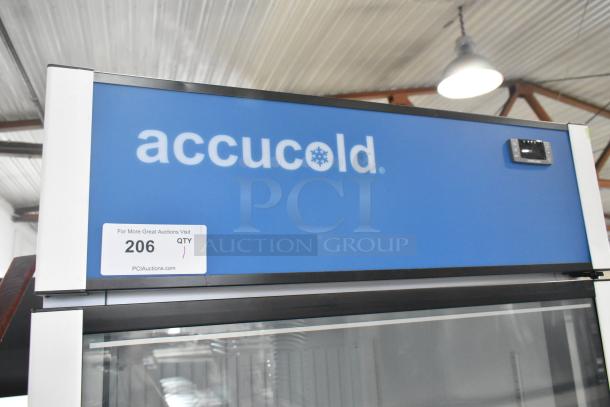 accucold®
PCI
AUCTION GROUP
For More Great Auctions Visit
206 QTY 1
PCIAuctions.com